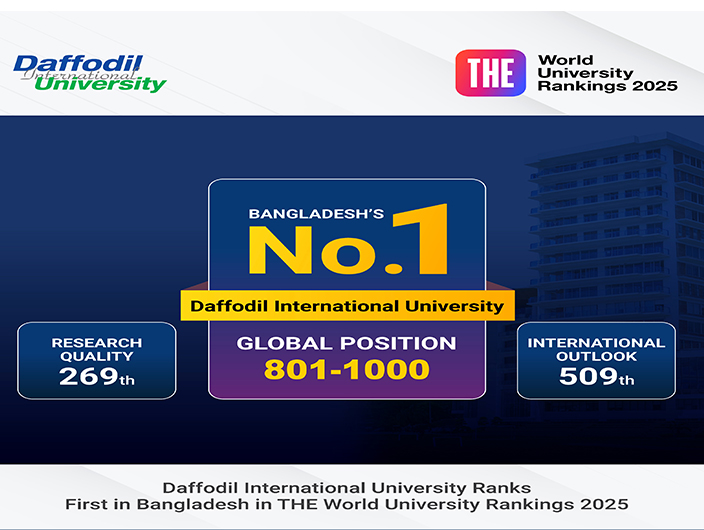 Daffodil
International
University
THE
World
University
Rankings 2025
BANGLADESH'S
No.1
Daffodil International University
GLOBAL POSITION
801-1000
RESEARCH
QUALITY
269th
INTERNATIONAL
OUTLOOK
509th
Daffodil International University Ranks
First in Bangladesh in THE World University Rankings 2025